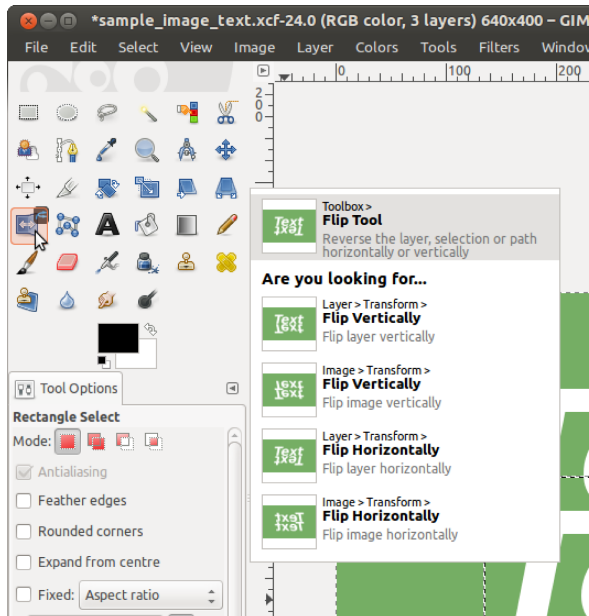 *sample_image_text.xcf-24.0 (RGB color, 3 layers) 640x400 – GIM
File Edit Select View Image Layer Colors Tools Filters Window
0 100 200
2
0
0
Toolbox >
Flip Tool
Reverse the layer, selection or path
horizontally or vertically
Are you looking for...
Layer > Transform >
Flip Vertically
Flip layer vertically
Image > Transform >
Flip Vertically
Flip image vertically
Layer > Transform >
Flip Horizontally
Flip layer horizontally
Image > Transform >
Flip Horizontally
Flip image horizontally
Tool Options
Rectangle Select
Mode:
Antialiasing
Feather edges
Rounded corners
Expand from centre
Fixed: Aspect ratio